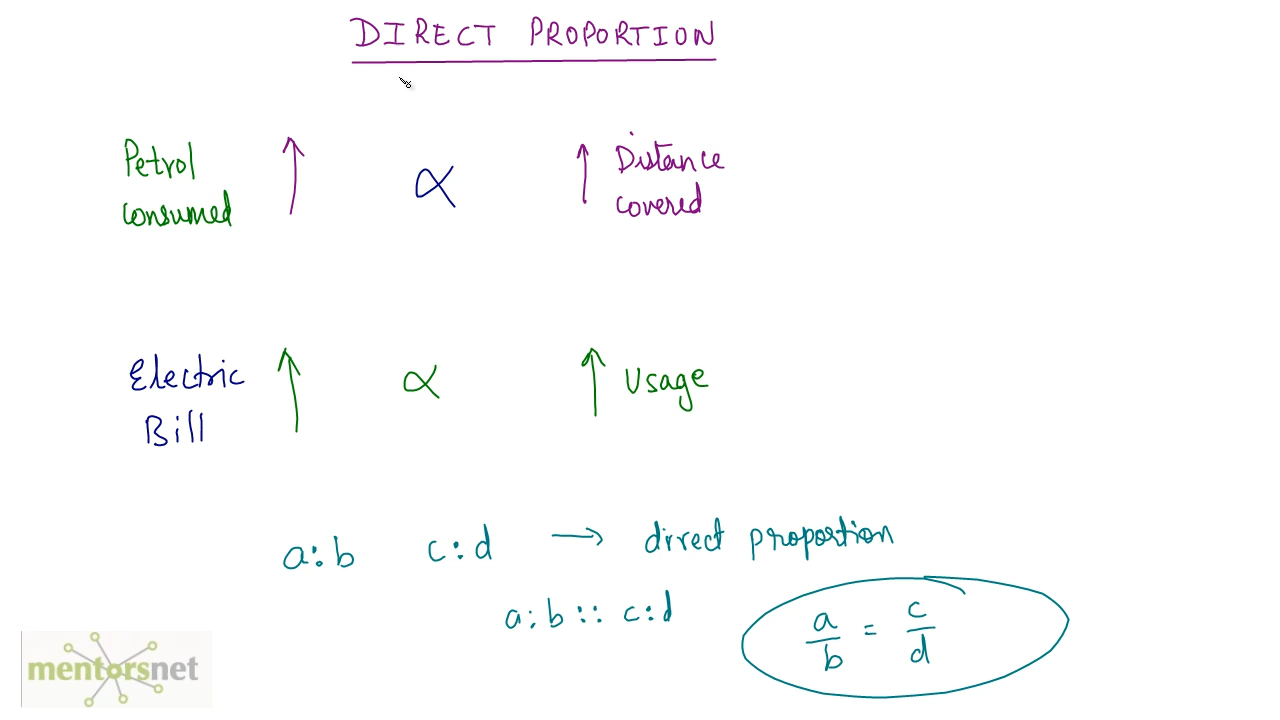 DIRECT PROPORTION
Petrol consumed ↑ ∝ ↑ Distance covered
Electric Bill ↑ ∝ ↑ Usage
a:b c:d → direct proportion
a:b :: c:d a/b = c/d
mentorsnet